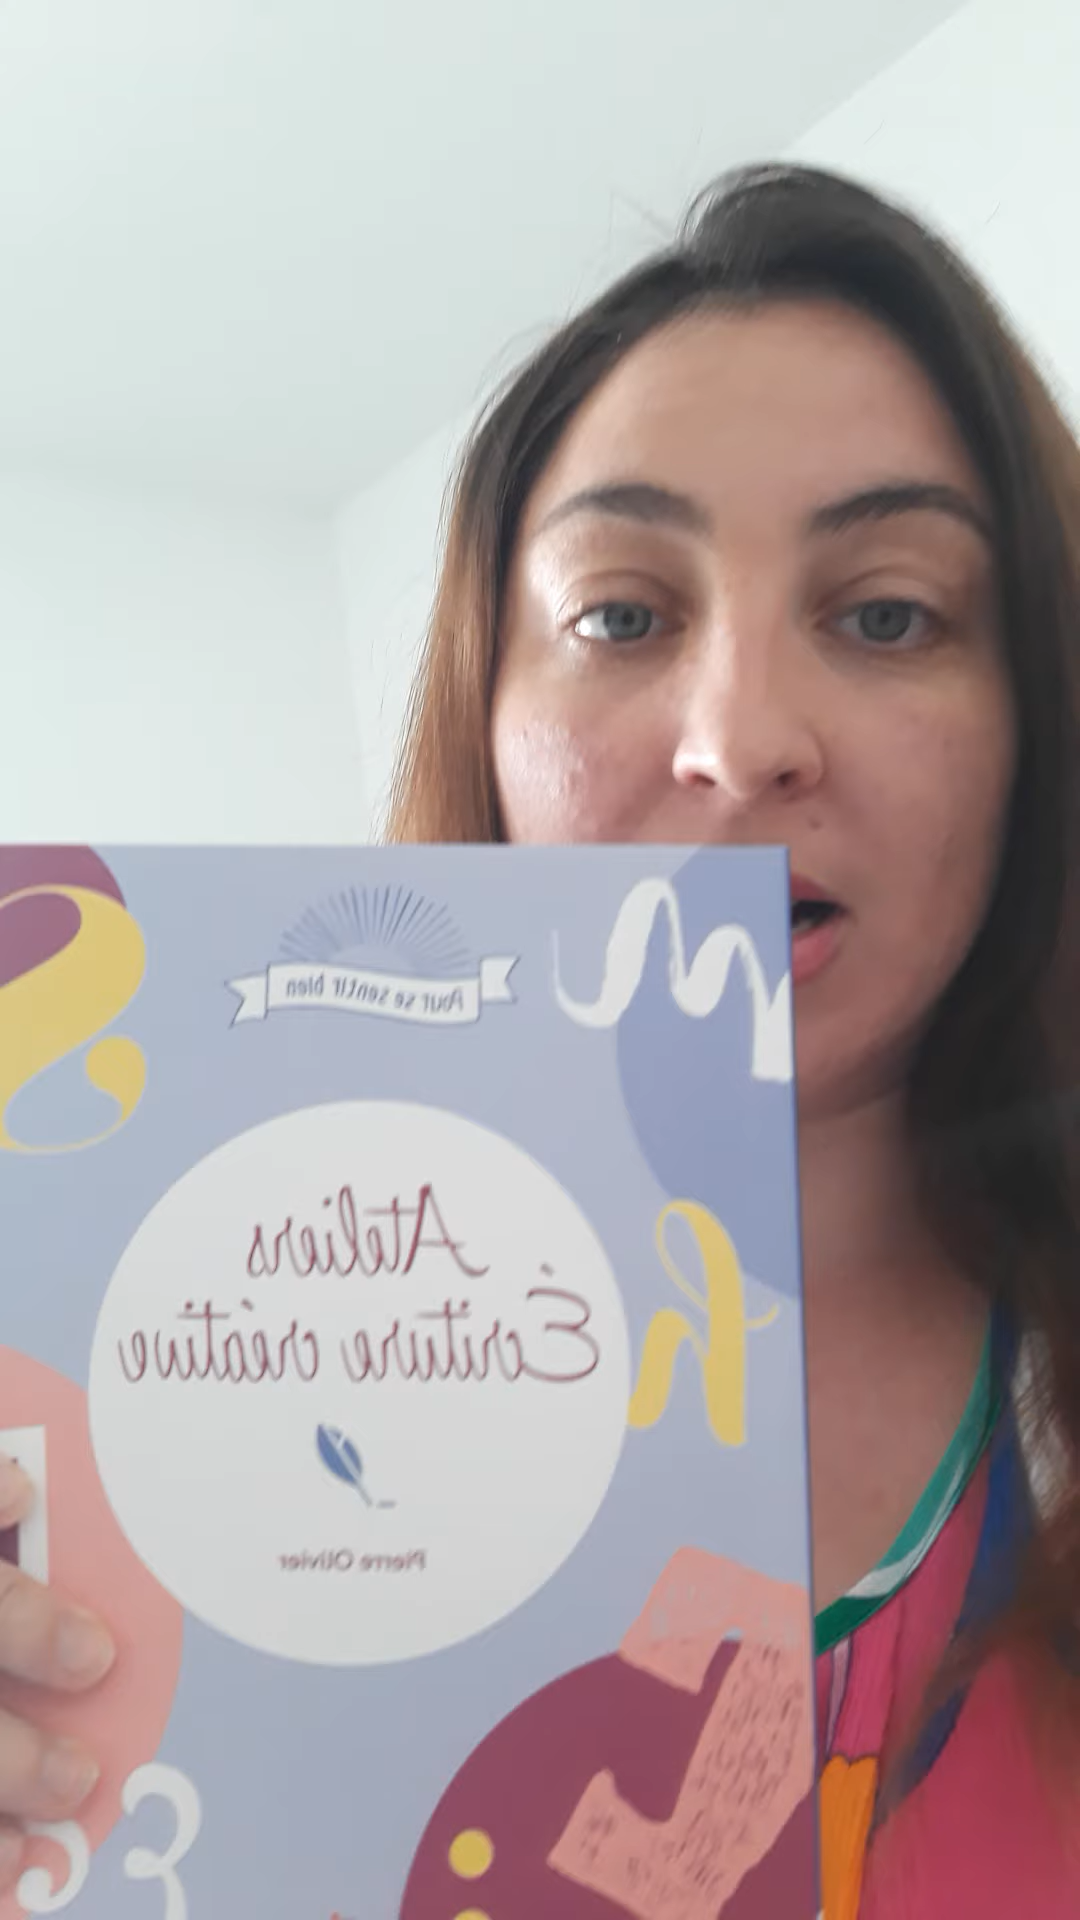 Pour se sentir bien
Ateliers
Écriture créative
Pierre Olivier